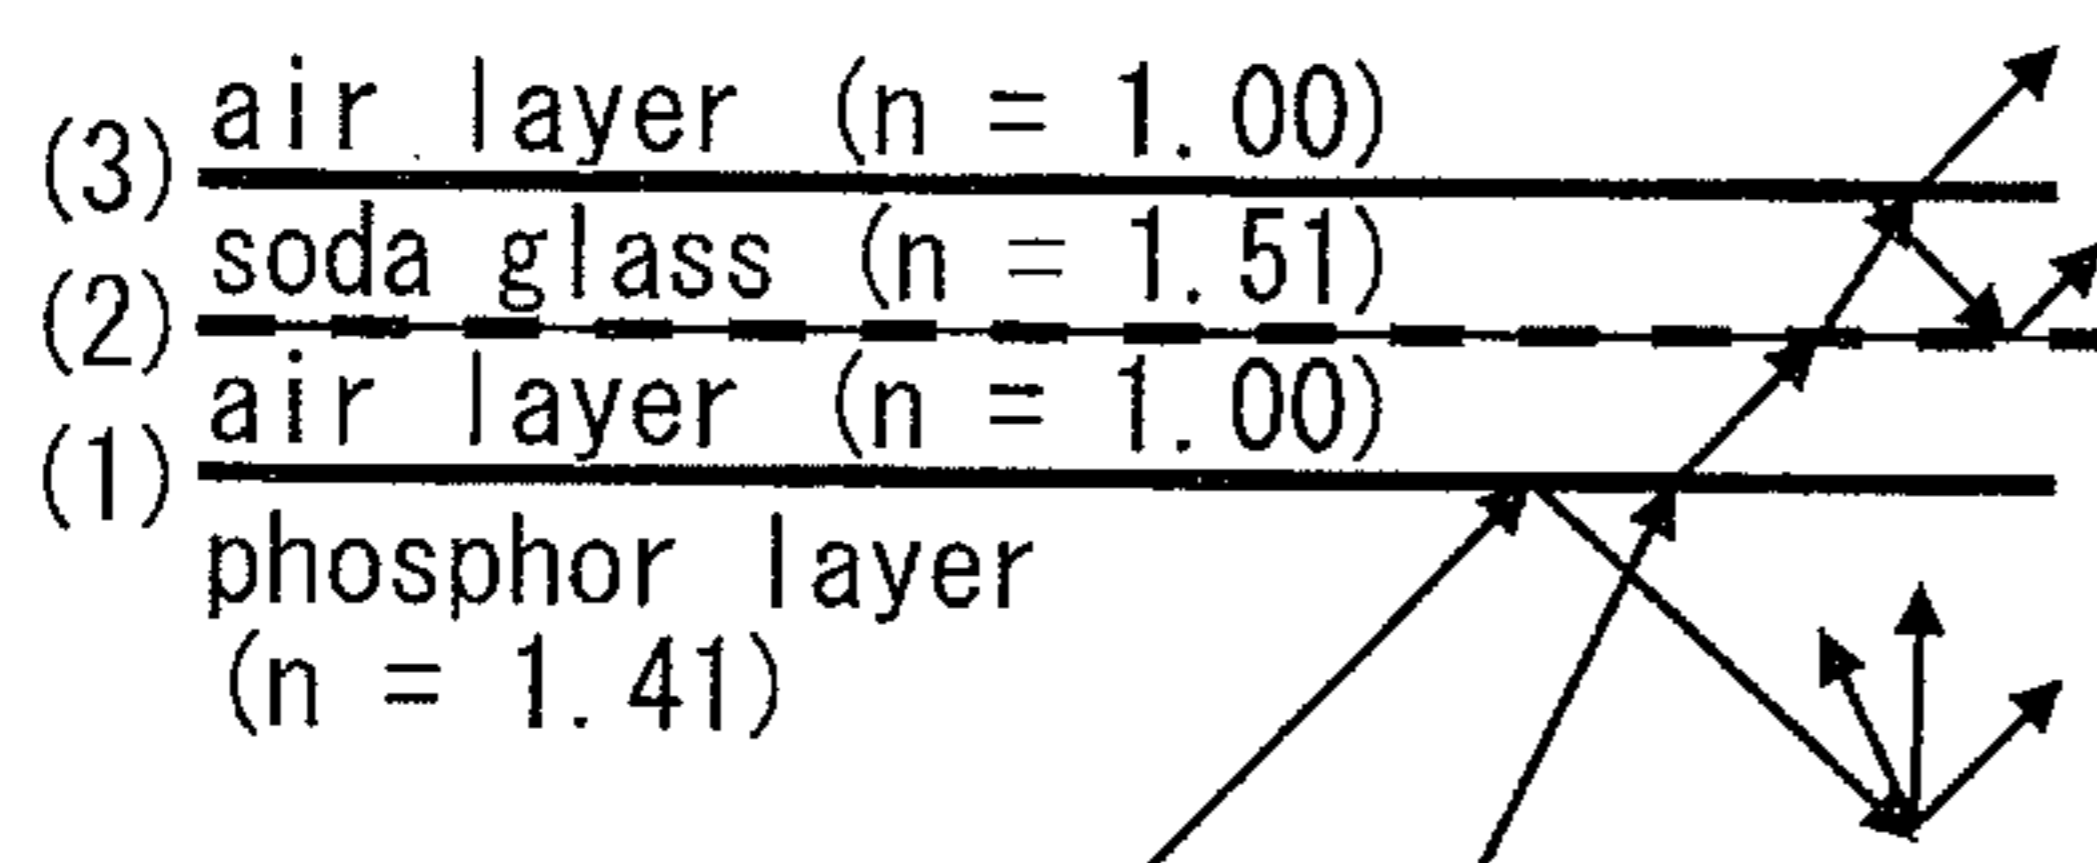 air layer (n = 1.00)
(3)
soda glass (n = 1.51)
(2)
air layer (n = 1.00)
(1)
phosphor layer
(n = 1.41)